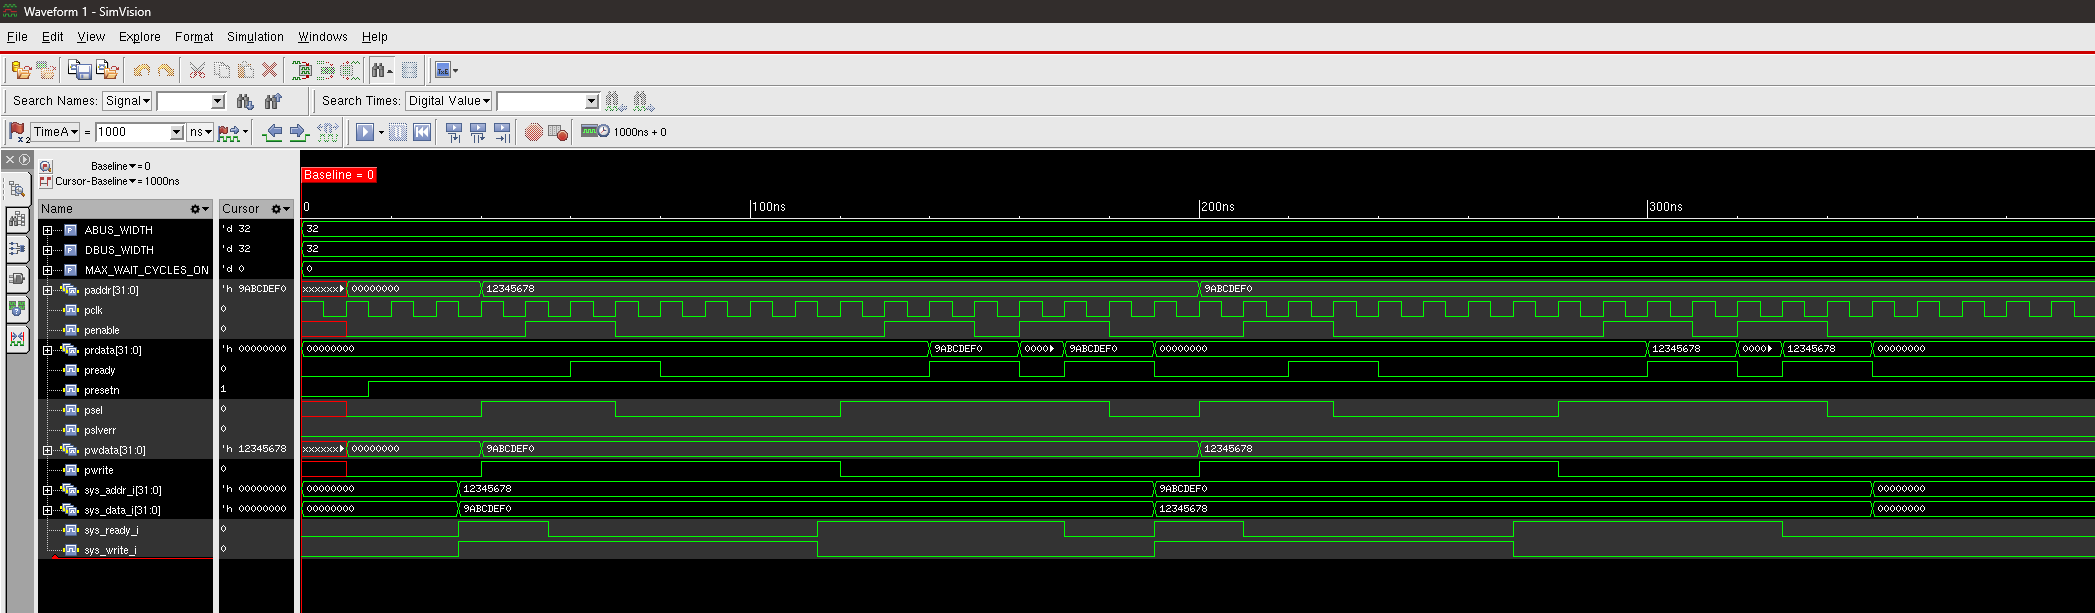 Waveform 1 - SimVision
File Edit View Explore Format Simulation Windows Help
Search Names: Signal Search Times: Digital Value
x2 TimeA = 1000 ns 1000ns + 0
Baseline = 0
Cursor-Baseline = 1000ns
Baseline = 0
Name Cursor 0 100ns 200ns 300ns
ABUS_WIDTH 'd 32 32
DBUS_WIDTH 'd 32 32
MAX_WAIT_CYCLES_ON 'd 0 0
paddr[31:0] 'h 9ABCDEF0 xxxxxx 00000000 12345678 9ABCDEF0
pclk 0
penable 0
prdata[31:0] 'h 00000000 00000000 9ABCDEF0 0000 9ABCDEF0 00000000 12345678 0000 12345678 00000000
pready 0
presetn 1
psel 0
pslverr 0
pwdata[31:0] 'h 12345678 xxxxxx 00000000 9ABCDEF0 12345678
pwrite 0
sys_addr_i[31:0] 'h 00000000 00000000 12345678 9ABCDEF0 00000000
sys_data_i[31:0] 'h 00000000 00000000 9ABCDEF0 12345678 00000000
sys_ready_i 0
sys_write_i 0